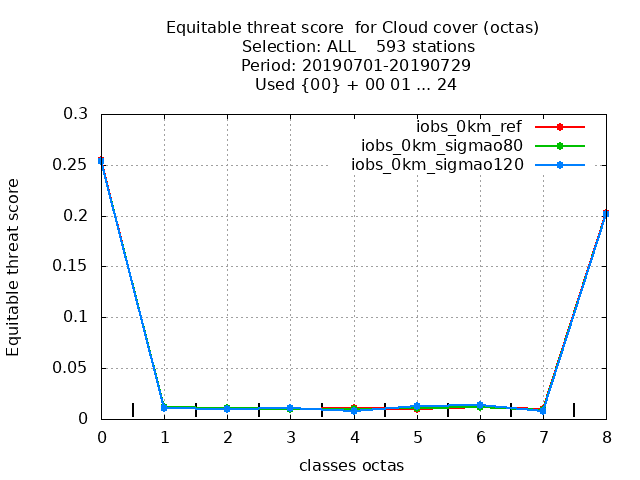 Equitable threat score  for Cloud cover (octas)
Selection: ALL    593 stations
Period: 20190701-20190729
Used {00} + 00 01 ... 24
iobs_0km_ref
iobs_0km_sigmao80
iobs_0km_sigmao120
Equitable threat score
0.3
0.25
0.2
0.15
0.1
0.05
0
0 1 2 3 4 5 6 7 8
classes octas